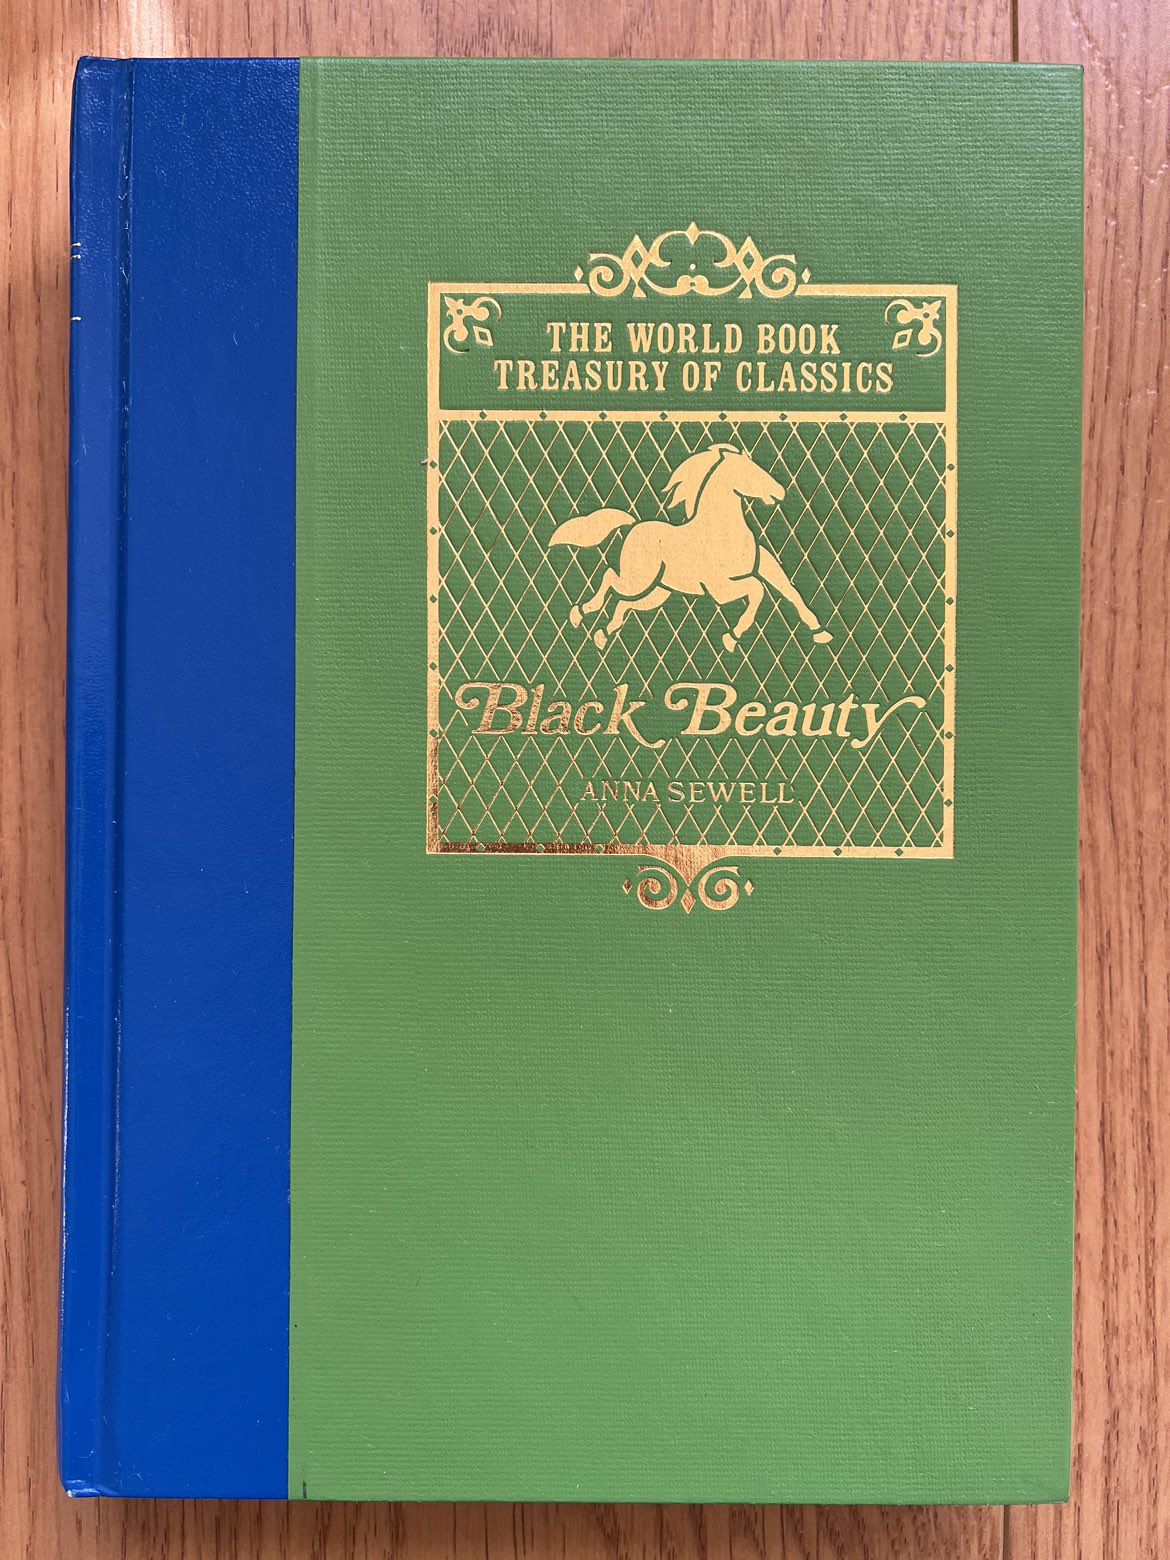 THE WORLD BOOK
TREASURY OF CLASSICS
Black Beauty
ANNA SEWELL